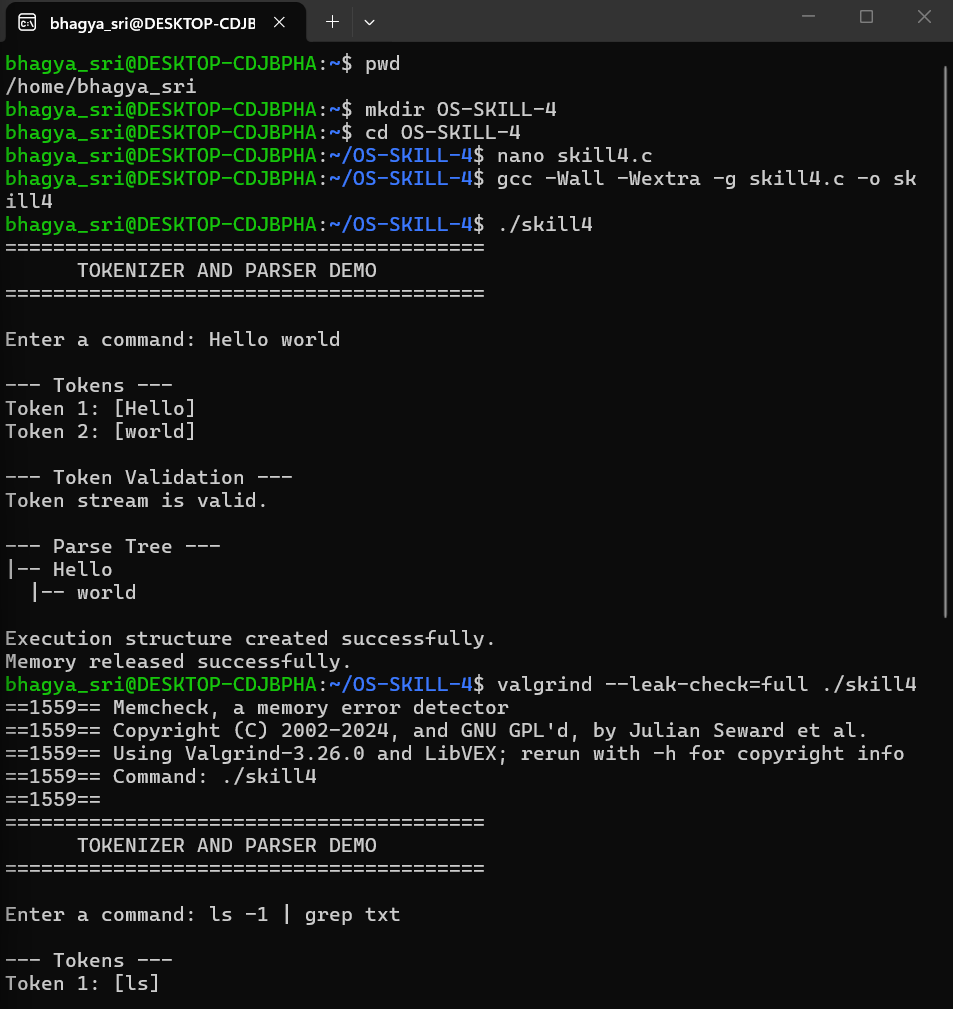 bhagya_sri@DESKTOP-CDJB
bhagya_sri@DESKTOP-CDJBPHA:~$ pwd
/home/bhagya_sri
bhagya_sri@DESKTOP-CDJBPHA:~$ mkdir OS-SKILL-4
bhagya_sri@DESKTOP-CDJBPHA:~$ cd OS-SKILL-4
bhagya_sri@DESKTOP-CDJBPHA:~/OS-SKILL-4$ nano skill4.c
bhagya_sri@DESKTOP-CDJBPHA:~/OS-SKILL-4$ gcc -Wall -Wextra -g skill4.c -o sk
ill4
bhagya_sri@DESKTOP-CDJBPHA:~/OS-SKILL-4$ ./skill4
========================================
      TOKENIZER AND PARSER DEMO
========================================
Enter a command: Hello world
--- Tokens ---
Token 1: [Hello]
Token 2: [world]
--- Token Validation ---
Token stream is valid.
--- Parse Tree ---
|-- Hello
  |-- world
Execution structure created successfully.
Memory released successfully.
bhagya_sri@DESKTOP-CDJBPHA:~/OS-SKILL-4$ valgrind --leak-check=full ./skill4
==1559== Memcheck, a memory error detector
==1559== Copyright (C) 2002-2024, and GNU GPL'd, by Julian Seward et al.
==1559== Using Valgrind-3.26.0 and LibVEX; rerun with -h for copyright info
==1559== Command: ./skill4
==1559==
========================================
      TOKENIZER AND PARSER DEMO
========================================
Enter a command: ls -1 | grep txt
--- Tokens ---
Token 1: [ls]